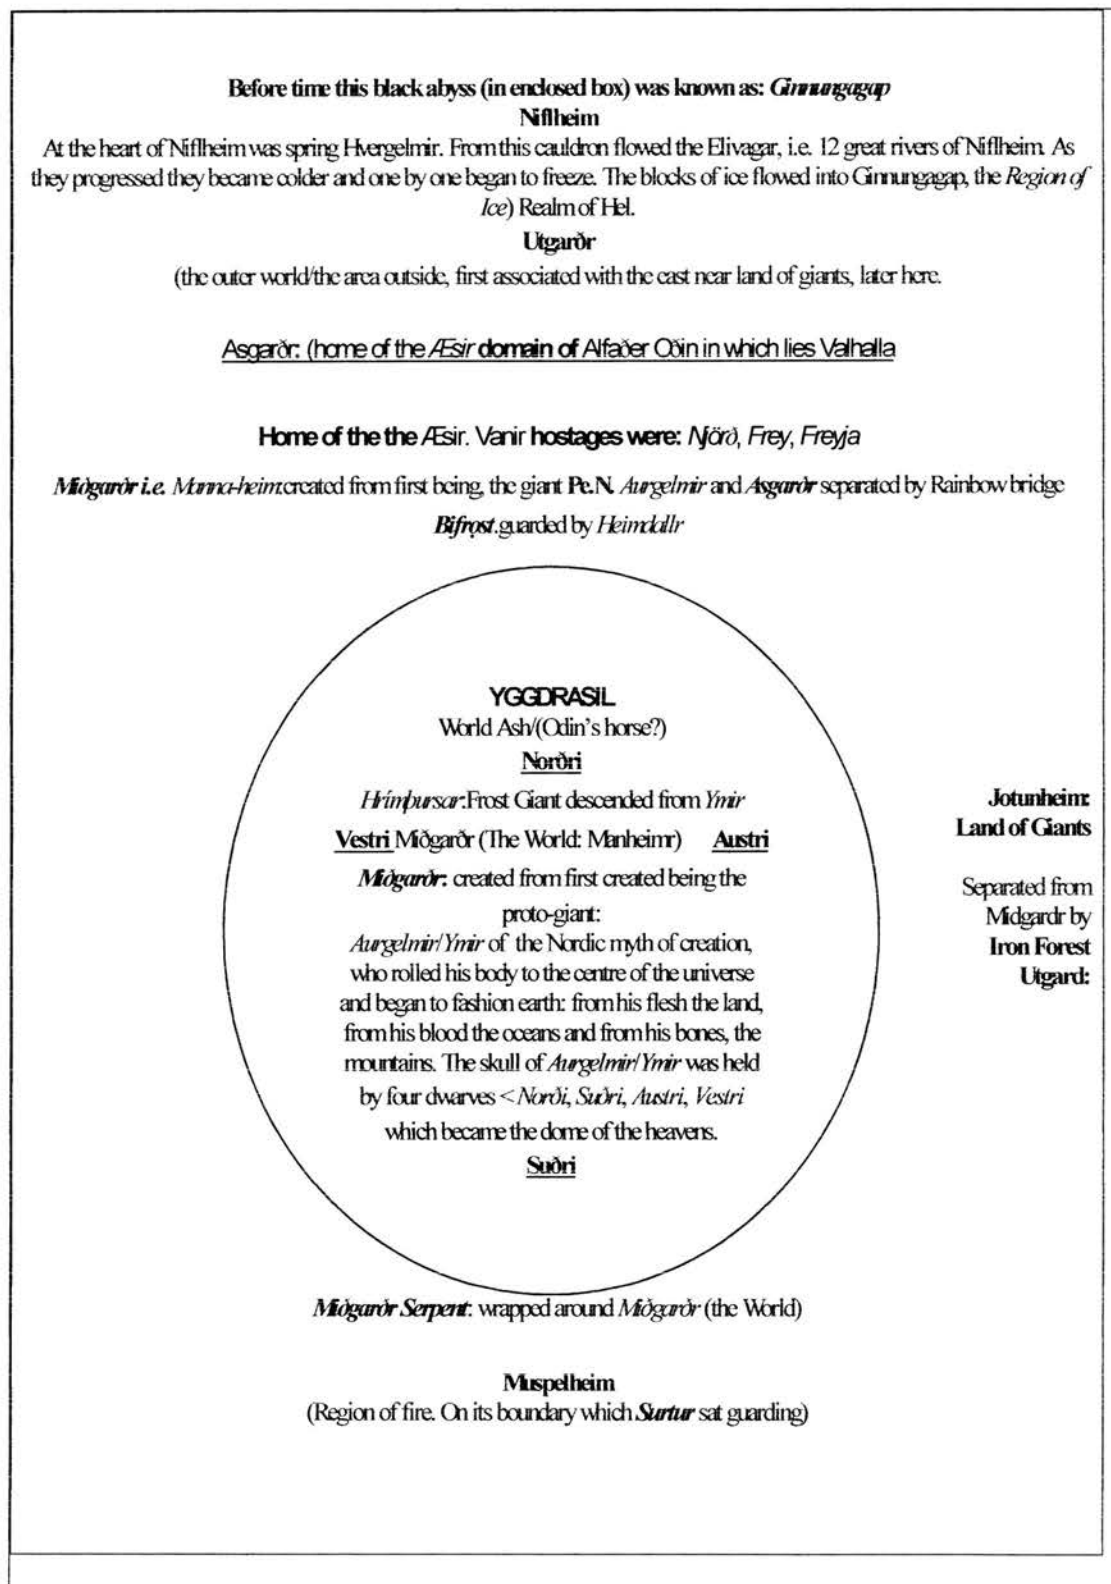 Before time this black abyss (in enclosed box) was known as: Ginnungagap
Niflheim
At the heart of Niflheim was spring Hvergelmir. From this cauldron flowed the Elivagar, i.e. 12 great rivers of Niflheim. As
they progressed they became colder and one by one began to freeze. The blocks of ice flowed into Ginnungagap, the Region of
Ice) Realm of Hel.
Utgarðr
(the outer world/the area outside, first associated with the east near land of giants, later here.
Asgarðr: (home of the Æsir domain of Alfaðer Oðin in which lies Valhalla
Home of the the Æsir. Vanir hostages were: Njörð, Frey, Freyja
Miðgarðr i.e. Manna-heim:created from first being, the giant Pe.N. Aurgelmir and Asgarðr separated by Rainbow bridge
Bifrǫst.guarded by Heimdallr
YGGDRASiL
World Ash/(Odin's horse?)
Norðri
Hrímþursar:Frost Giant descended from Ymir
Vestri Miðgarðr (The World: Manheimr) Austri
Miðgarðr: created from first created being the
proto-giant:
Aurgelmir/Ymir of the Nordic myth of creation,
who rolled his body to the centre of the universe
and began to fashion earth: from his flesh the land,
from his blood the oceans and from his bones, the
mountains. The skull of Aurgelmir/Ymir was held
by four dwarves <Norði, Suðri, Austri, Vestri
which became the dome of the heavens.
Suðri
Jotunheim:
Land of Giants
Separated from
Midgardr by
Iron Forest
Utgard:
Miðgarðr Serpent: wrapped around Miðgarðr (the World)
Muspelheim
(Region of fire. On its boundary which Surtur sat guarding)